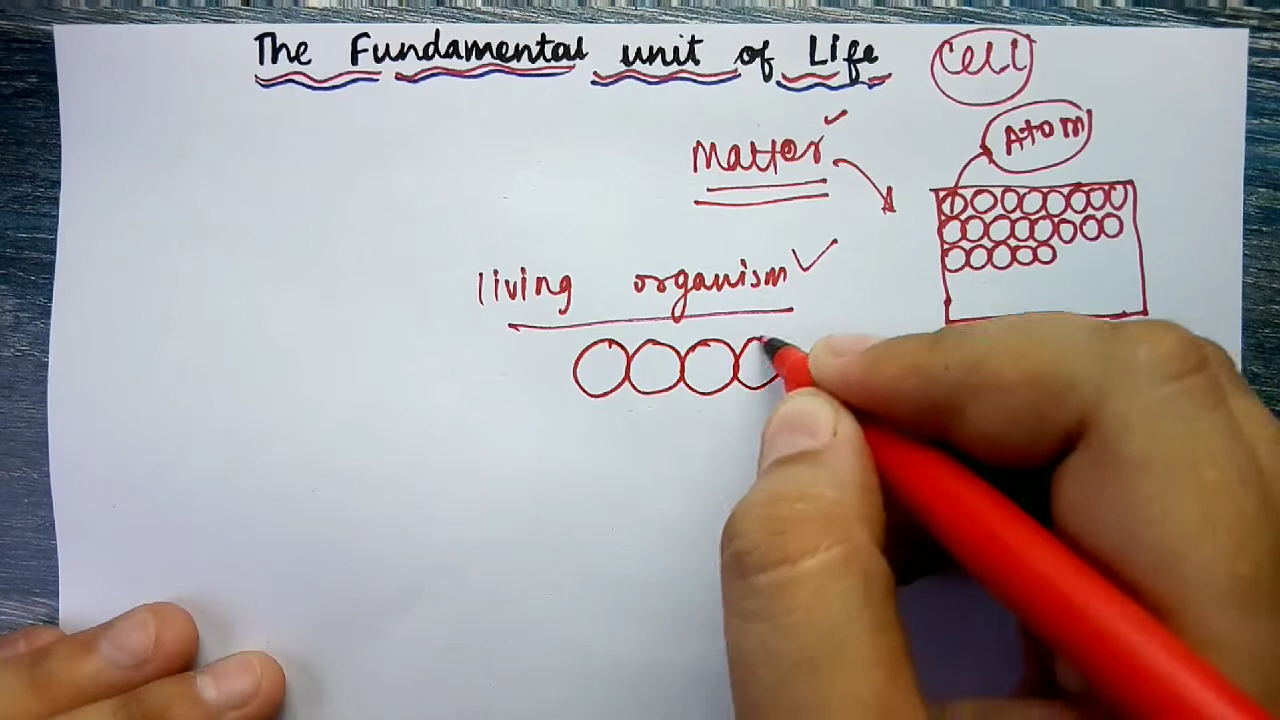 The Fundamental unit of Life
Cell
Atom
Matter
living organism